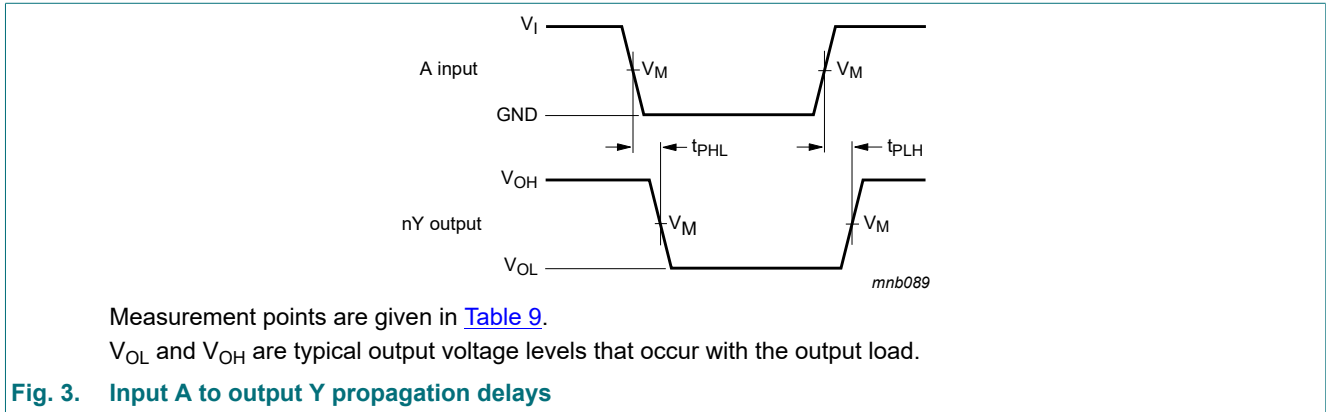 V_I
A input
V_M
V_M
GND
t_PHL
t_PLH
V_OH
nY output
V_M
V_M
V_OL
mnb089
Measurement points are given in Table 9.
V_OL and V_OH are typical output voltage levels that occur with the output load.
Fig. 3. Input A to output Y propagation delays